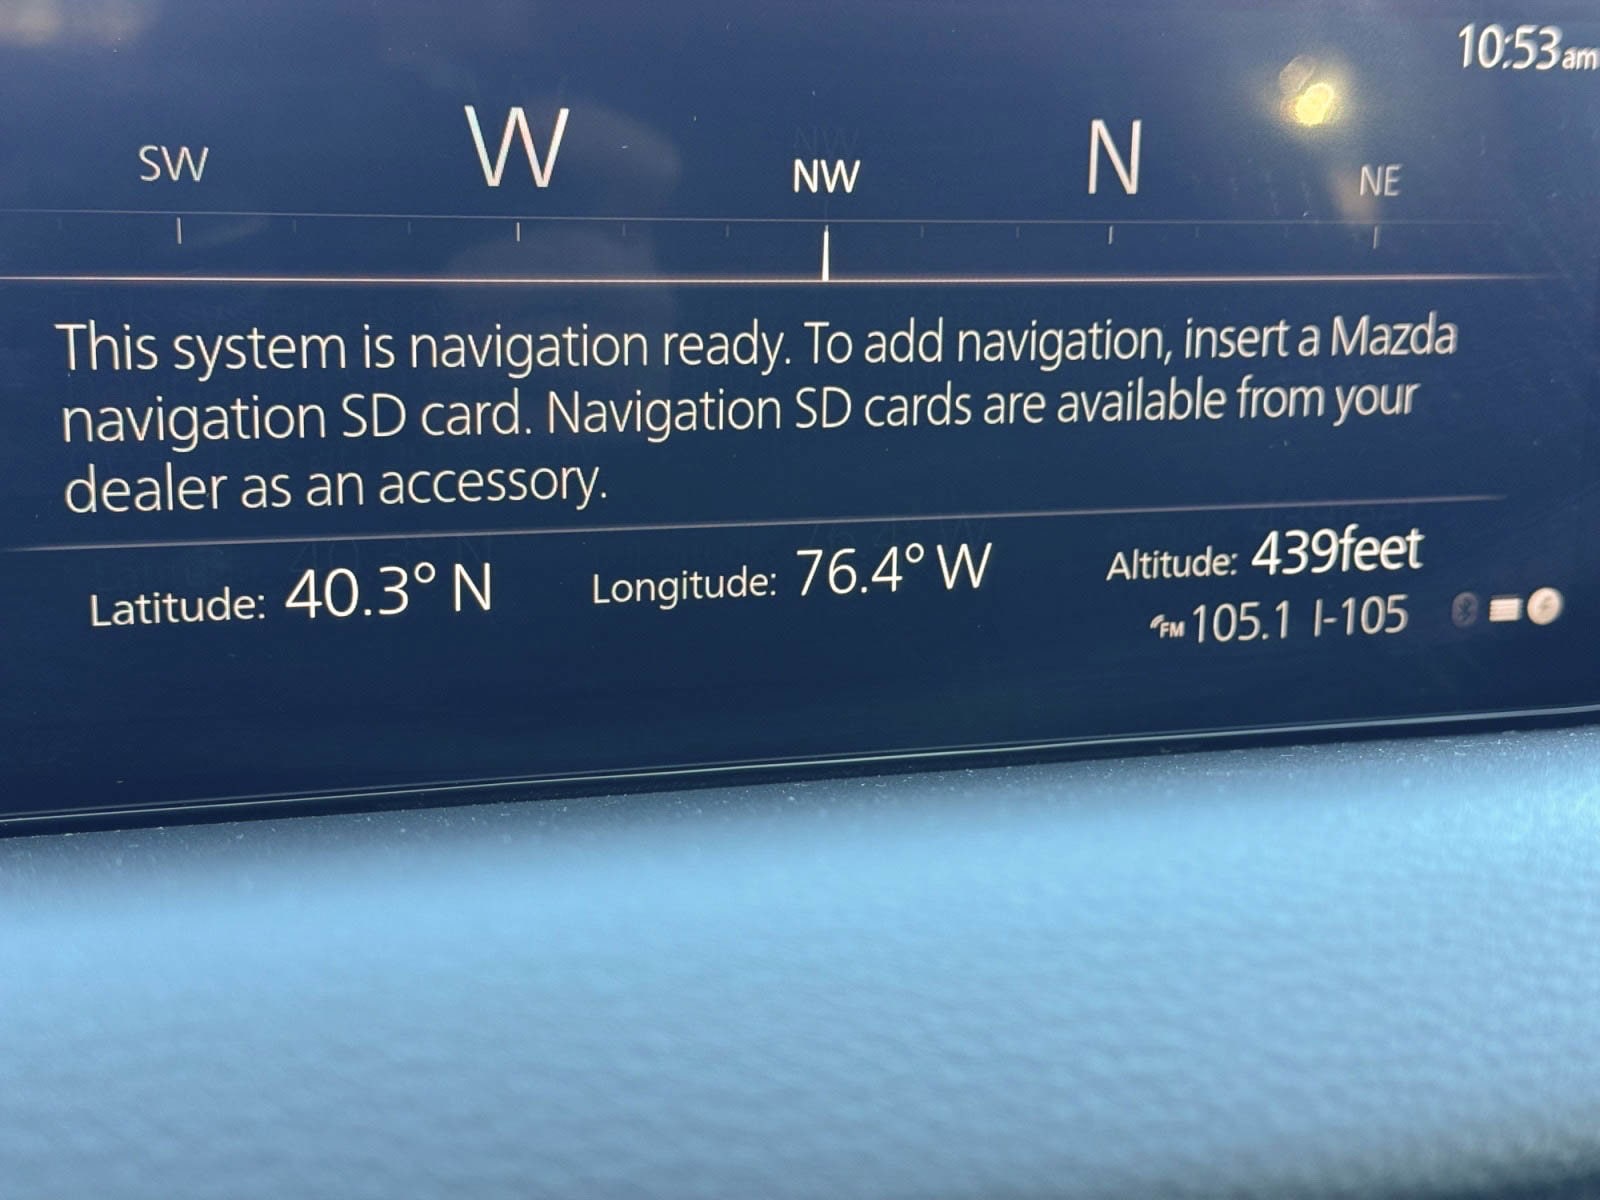 10:53am
SW W NW N NE
This system is navigation ready. To add navigation, insert a Mazda
navigation SD card. Navigation SD cards are available from your
dealer as an accessory.
Latitude: 40.3° N Longitude: 76.4° W Altitude: 439feet
FM 105.1 I-105